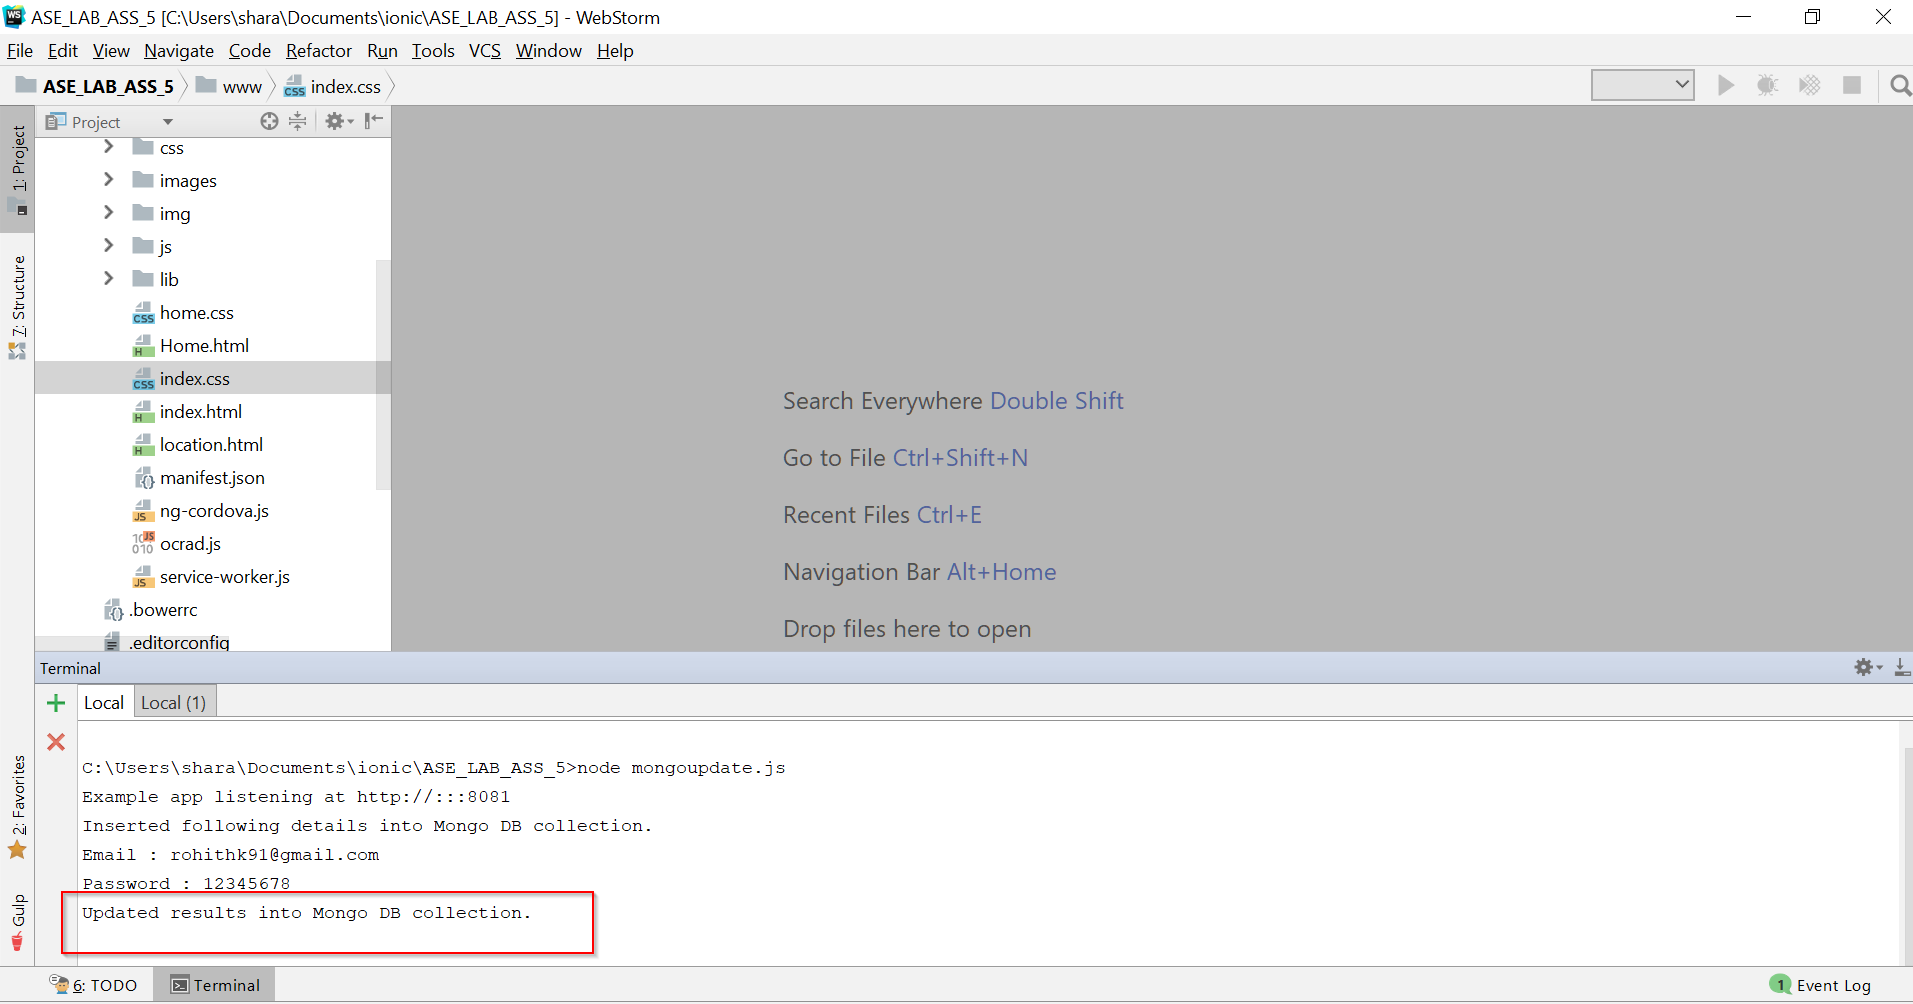 ASE_LAB_ASS_5 [C:\Users\shara\Documents\ionic\ASE_LAB_ASS_5] - WebStorm
File Edit View Navigate Code Refactor Run Tools VCS Window Help
ASE_LAB_ASS_5 www index.css
Project
1: Project
7: Structure
2: Favorites
Gulp
css
images
img
js
lib
home.css
Home.html
index.css
index.html
location.html
manifest.json
ng-cordova.js
ocrad.js
service-worker.js
.bowerrc
.editorconfig
Search Everywhere Double Shift
Go to File Ctrl+Shift+N
Recent Files Ctrl+E
Navigation Bar Alt+Home
Drop files here to open
Terminal
Local Local (1)
C:\Users\shara\Documents\ionic\ASE_LAB_ASS_5>node mongoupdate.js
Example app listening at http://:::8081
Inserted following details into Mongo DB collection.
Email : rohithk91@gmail.com
Password : 12345678
Updated results into Mongo DB collection.
6: TODO Terminal 1 Event Log